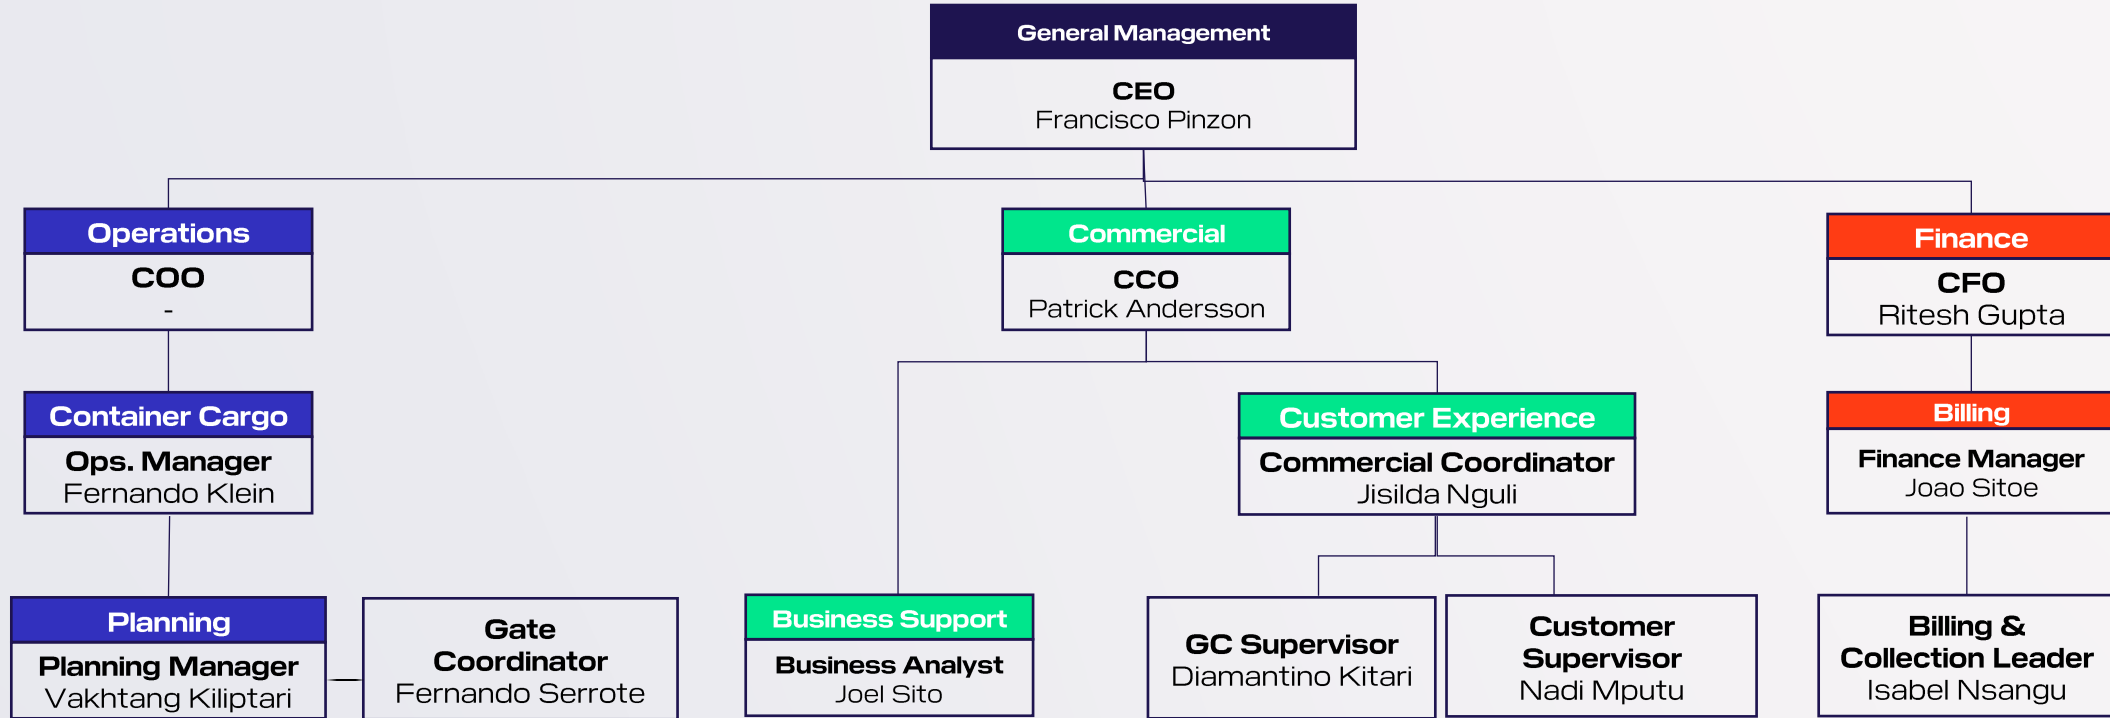 General Management
CEO
Francisco Pinzon
Operations
COO
-
Commercial
CCO
Patrick Andersson
Finance
CFO
Ritesh Gupta
Container Cargo
Ops. Manager
Fernando Klein
Customer Experience
Commercial Coordinator
Jisilda Nguli
Billing
Finance Manager
Joao Sitoe
Planning
Planning Manager
Vakhtang Kiliptari
Gate
Coordinator
Fernando Serrote
Business Support
Business Analyst
Joel Sito
GC Supervisor
Diamantino Kitari
Customer
Supervisor
Nadi Mputu
Billing &
Collection Leader
Isabel Nsangu